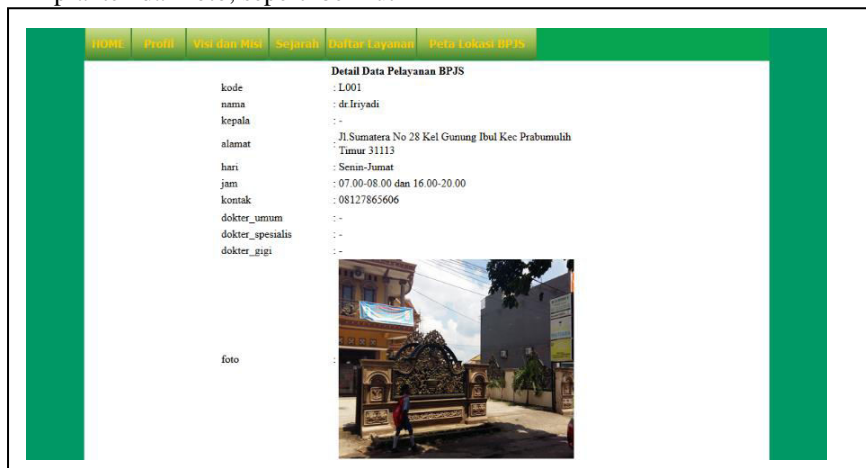 HOME Profil Visi dan Misi Sejarah Daftar Layanan Peta Lokasi BPJS
Detail Data Pelayanan BPJS
kode : L001
nama : dr.Iriyadi
kepala : -
alamat : Jl.Sumatera No 28 Kel Gunung Ibul Kec Prabumulih
Timur 31113
hari : Senin-Jumat
jam : 07.00-08.00 dan 16.00-20.00
kontak : 08127865606
dokter_umum : -
dokter_spesialis : -
dokter_gigi : -
foto :